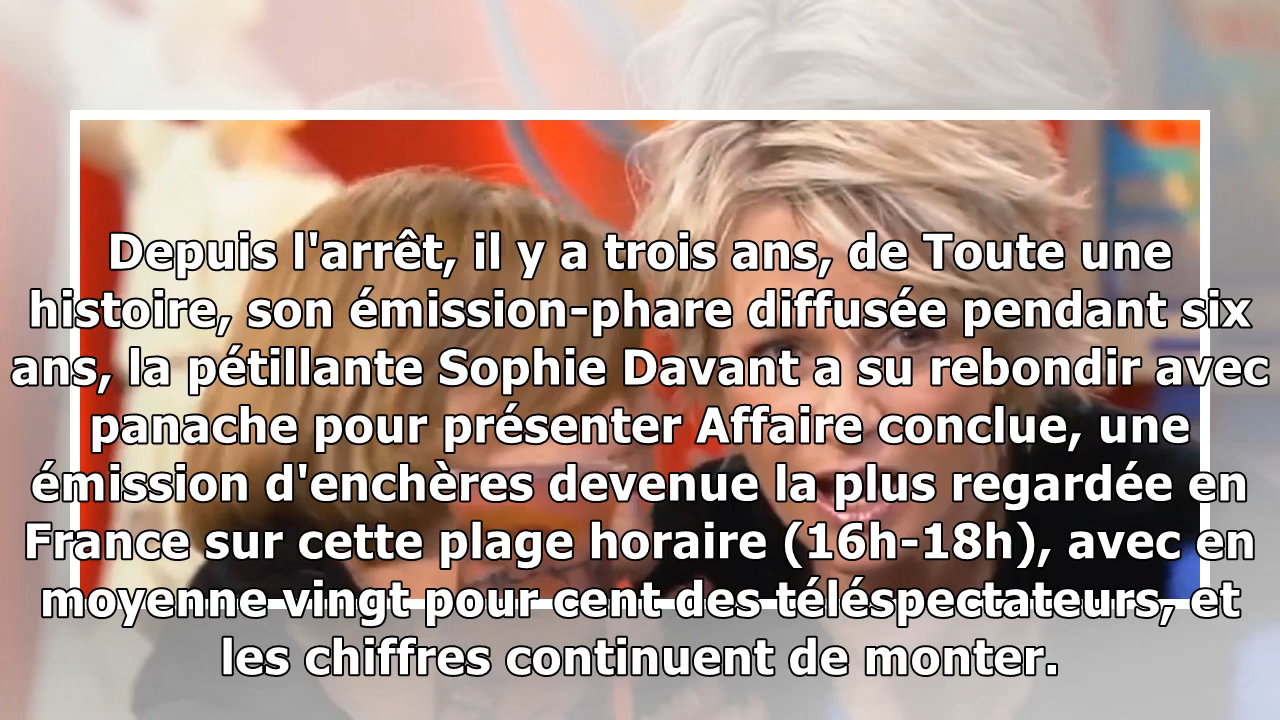 Depuis l'arrêt, il y a trois ans, de Toute une
histoire, son émission-phare diffusée pendant six
ans, la pétillante Sophie Davant a su rebondir avec
panache pour présenter Affaire conclue, une
émission d'enchères devenue la plus regardée en
France sur cette plage horaire (16h-18h), avec en
moyenne vingt pour cent des téléspectateurs, et
les chiffres continuent de monter.